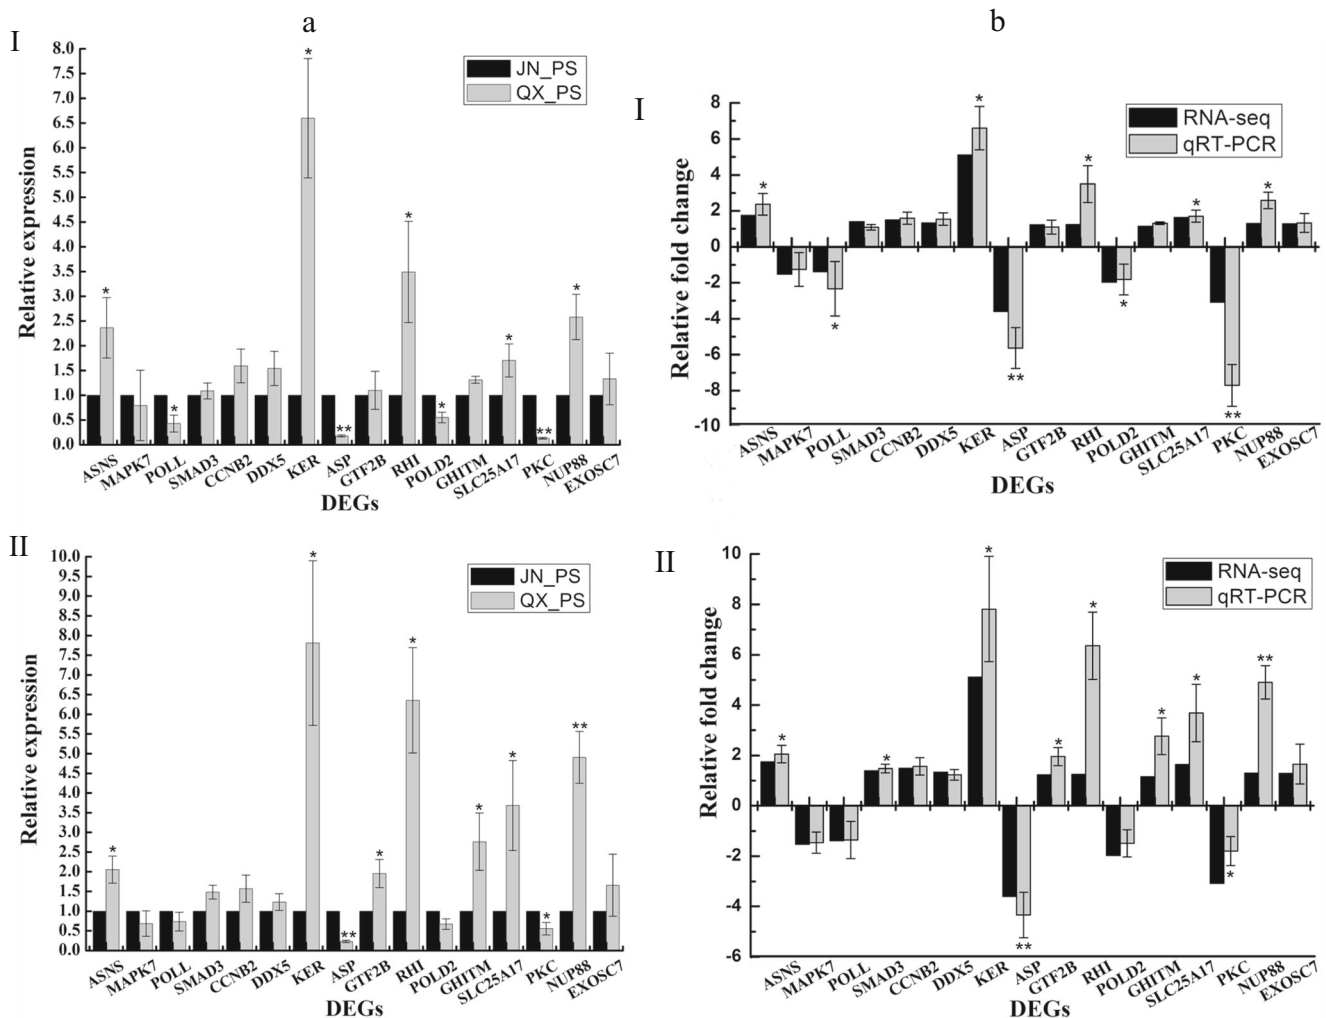 a
I
8.0
7.5
7.0
6.5
6.0
5.5
5.0
4.5
4.0
3.5
3.0
2.5
2.0
1.5
1.0
0.5
0.0
Relative expression
JN_PS
QX_PS
* * * * * ** * * * ** *
ASNS MAPK7 POLL SMAD3 CCNB2 DDX5 KER ASP GTF2B RHI POLD2 GHITM SLC25A17 PKC NUP88 EXOSC7
DEGs
b
I
8
6
4
2
0
-2
-4
-6
-8
-10
Relative fold change
RNA-seq
qRT-PCR
* * * ** * * * ** *
ASNS MAPK7 POLL SMAD3 CCNB2 DDX5 KER ASP GTF2B RHI POLD2 GHITM SLC25A17 PKC NUP88 EXOSC7
DEGs
II
10.0
9.5
9.0
8.5
8.0
7.5
7.0
6.5
6.0
5.5
5.0
4.5
4.0
3.5
3.0
2.5
2.0
1.5
1.0
0.5
0.0
Relative expression
JN_PS
QX_PS
* * ** * * * * * **
ASNS MAPK7 POLL SMAD3 CCNB2 DDX5 KER ASP GTF2B RHI POLD2 GHITM SLC25A17 PKC NUP88 EXOSC7
DEGs
II
10
8
6
4
2
0
-2
-4
-6
Relative fold change
RNA-seq
qRT-PCR
* * * ** * * * * * **
ASNS MAPK7 POLL SMAD3 CCNB2 DDX5 KER ASP GTF2B RHI POLD2 GHITM SLC25A17 PKC NUP88 EXOSC7
DEGs